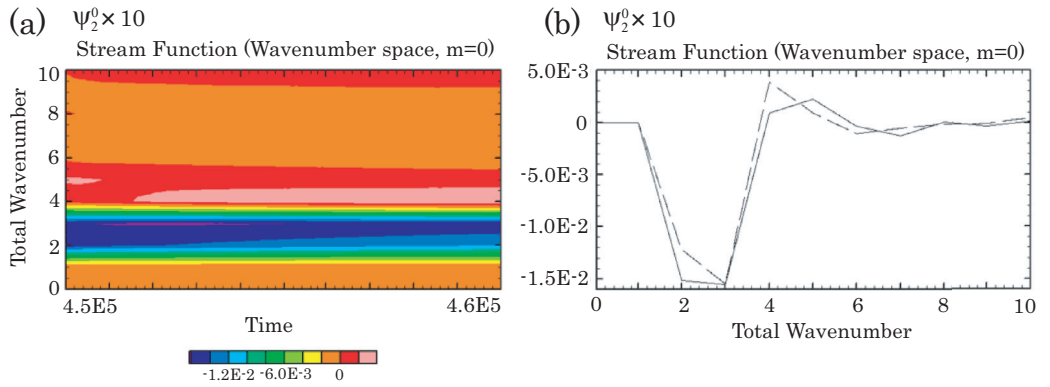 (a) ψ₂⁰ × 10
Stream Function (Wavenumber space, m=0)
10
8
6
4
2
0
Total Wavenumber
4.5E5
4.6E5
Time
-1.2E-2 -6.0E-3 0
(b) ψ₂⁰ × 10
Stream Function (Wavenumber space, m=0)
5.0E-3
0
-5.0E-3
-1.0E-2
-1.5E-2
0 2 4 6 8 10
Total Wavenumber